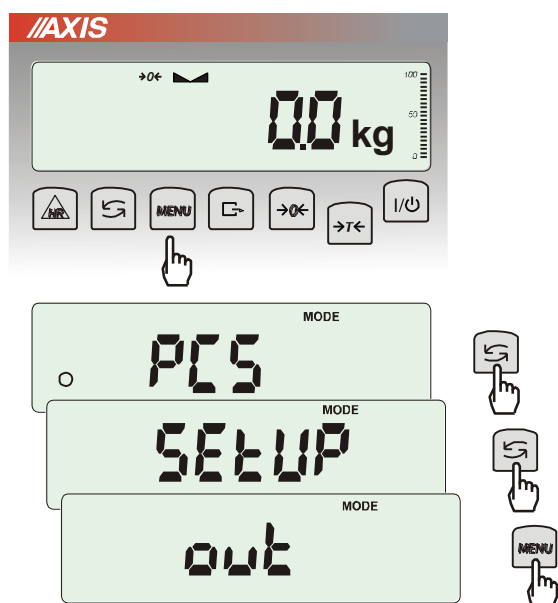 //AXIS
→0←
100
50
0
0.0 kg
HR
MENU
→0←
→T←
I/⏻
MODE
PCS
MODE
SEtUP
MODE
out
MENU